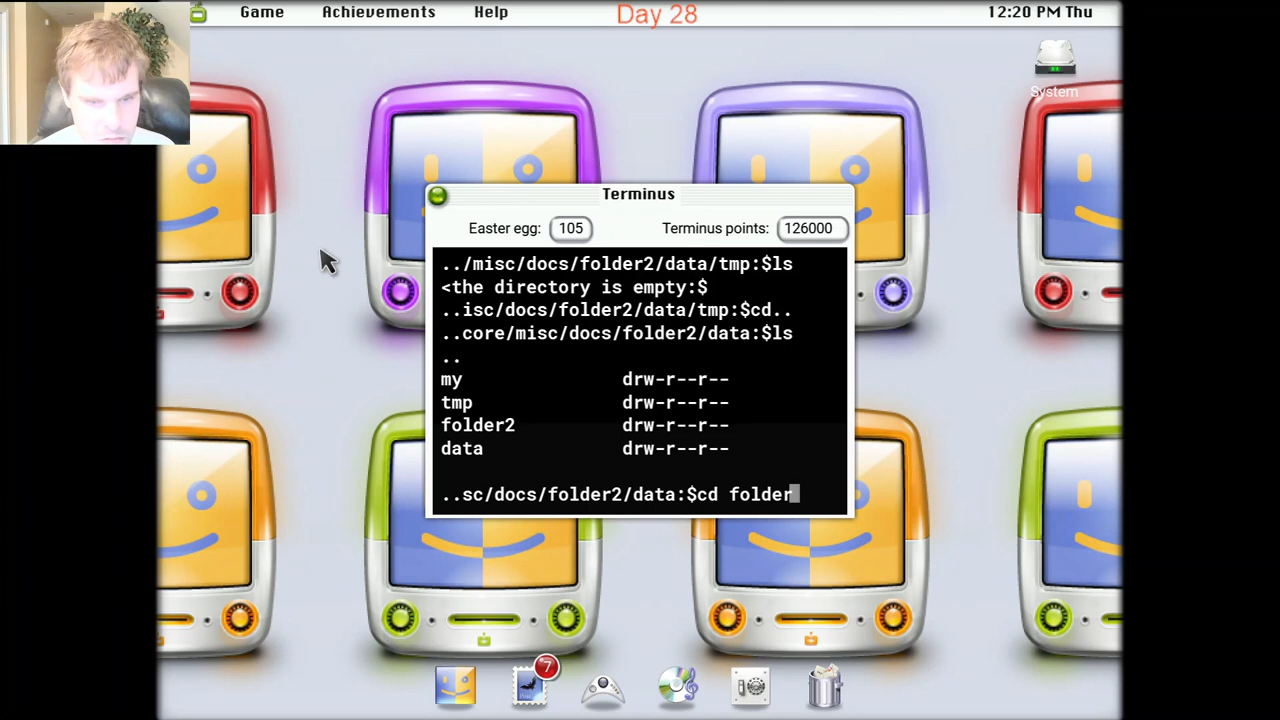 Game Achievements Help Day 28 12:20 PM Thu
System
Terminus
Easter egg: 105 Terminus points: 126000
../misc/docs/folder2/data/tmp:$ls
<the directory is empty:$
..isc/docs/folder2/data/tmp:$cd..
..core/misc/docs/folder2/data:$ls
..
my drw-r--r--
tmp drw-r--r--
folder2 drw-r--r--
data drw-r--r--
..sc/docs/folder2/data:$cd folder
7